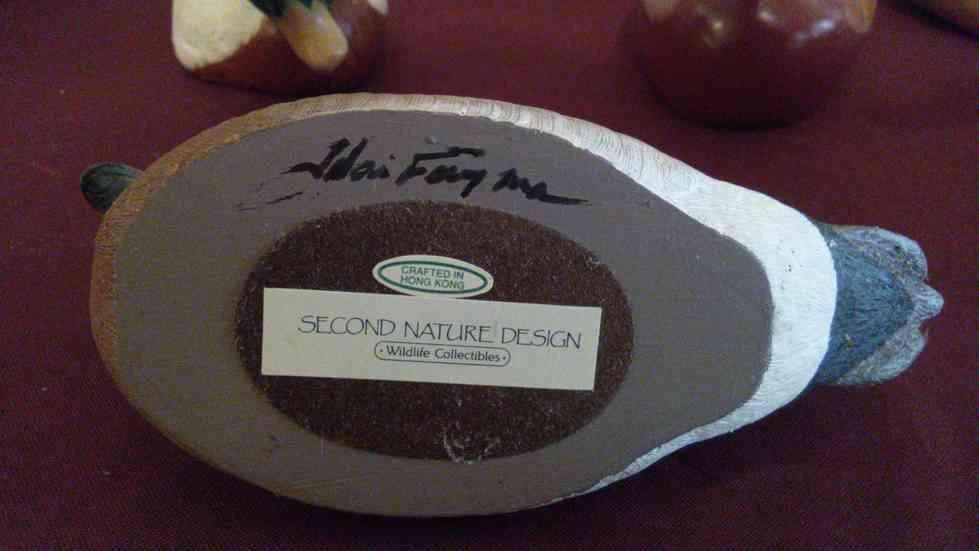 CRAFTED IN
HONG KONG
SECOND NATURE DESIGN
Wildlife Collectibles